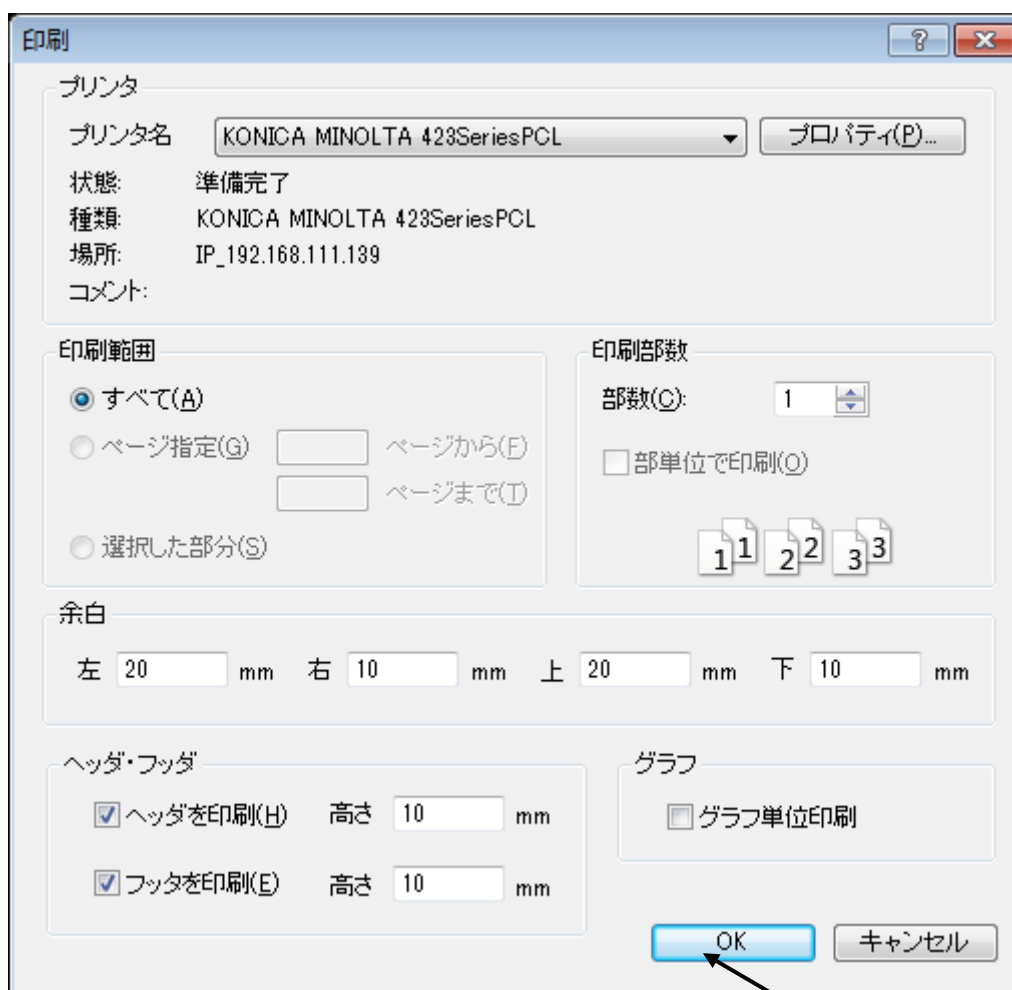 印刷
プリンタ
プリンタ名 KONICA MINOLTA 423SeriesPCL プロパティ(P)...
状態: 準備完了
種類: KONICA MINOLTA 423SeriesPCL
場所: IP_192.168.111.139
コメント:
印刷範囲
すべて(A)
ページ指定(G) ページから(F)
ページまで(T)
選択した部分(S)
印刷部数
部数(C): 1
部単位で印刷(O)
1 1 2 2 3 3
余白
左 20 mm 右 10 mm 上 20 mm 下 10 mm
ヘッダ・フッダ
ヘッダを印刷(H) 高さ 10 mm
フッタを印刷(E) 高さ 10 mm
グラフ
グラフ単位印刷
OK キャンセル